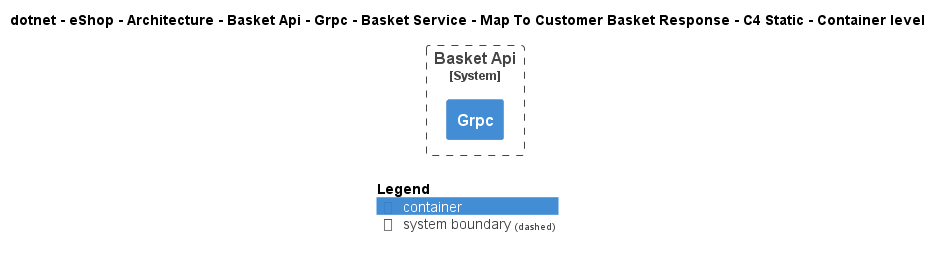 dotnet - eShop - Architecture - Basket Api - Grpc - Basket Service - Map To Customer Basket Response - C4 Static - Container level
Basket Api
[System]
Grpc
Legend
container
system boundary (dashed)